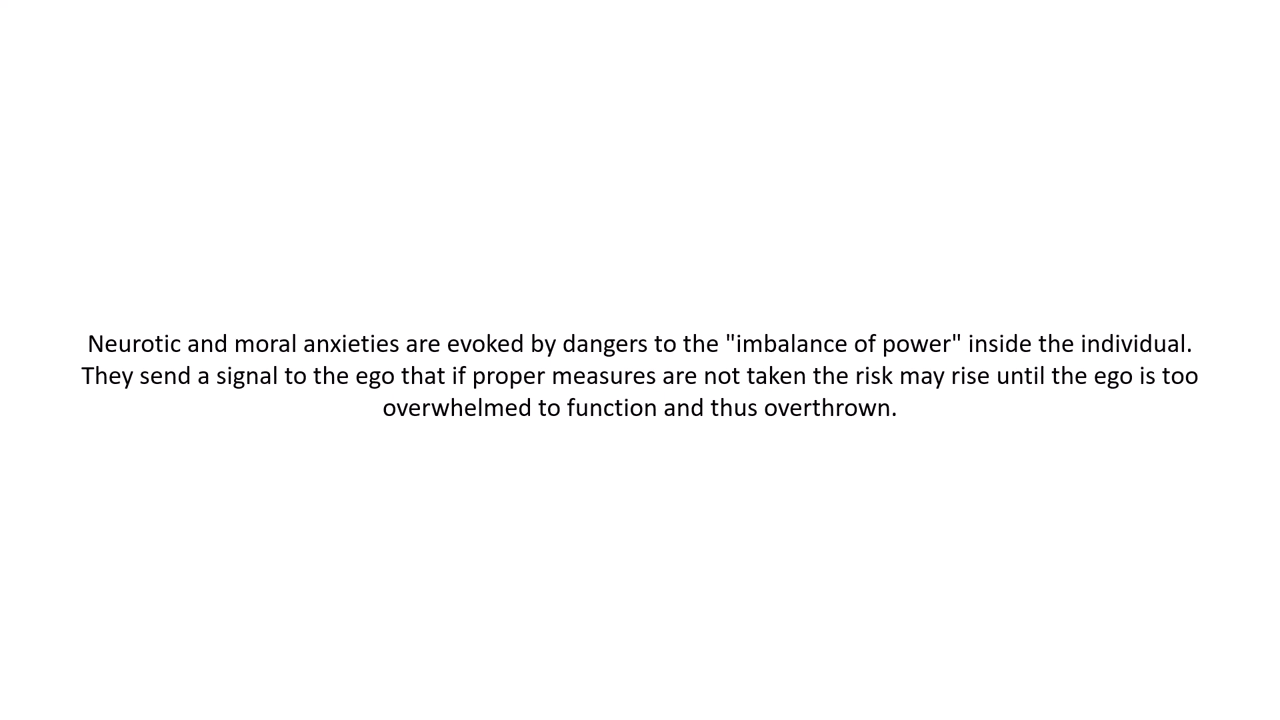 Neurotic and moral anxieties are evoked by dangers to the "imbalance of power" inside the individual.
They send a signal to the ego that if proper measures are not taken the risk may rise until the ego is too
overwhelmed to function and thus overthrown.